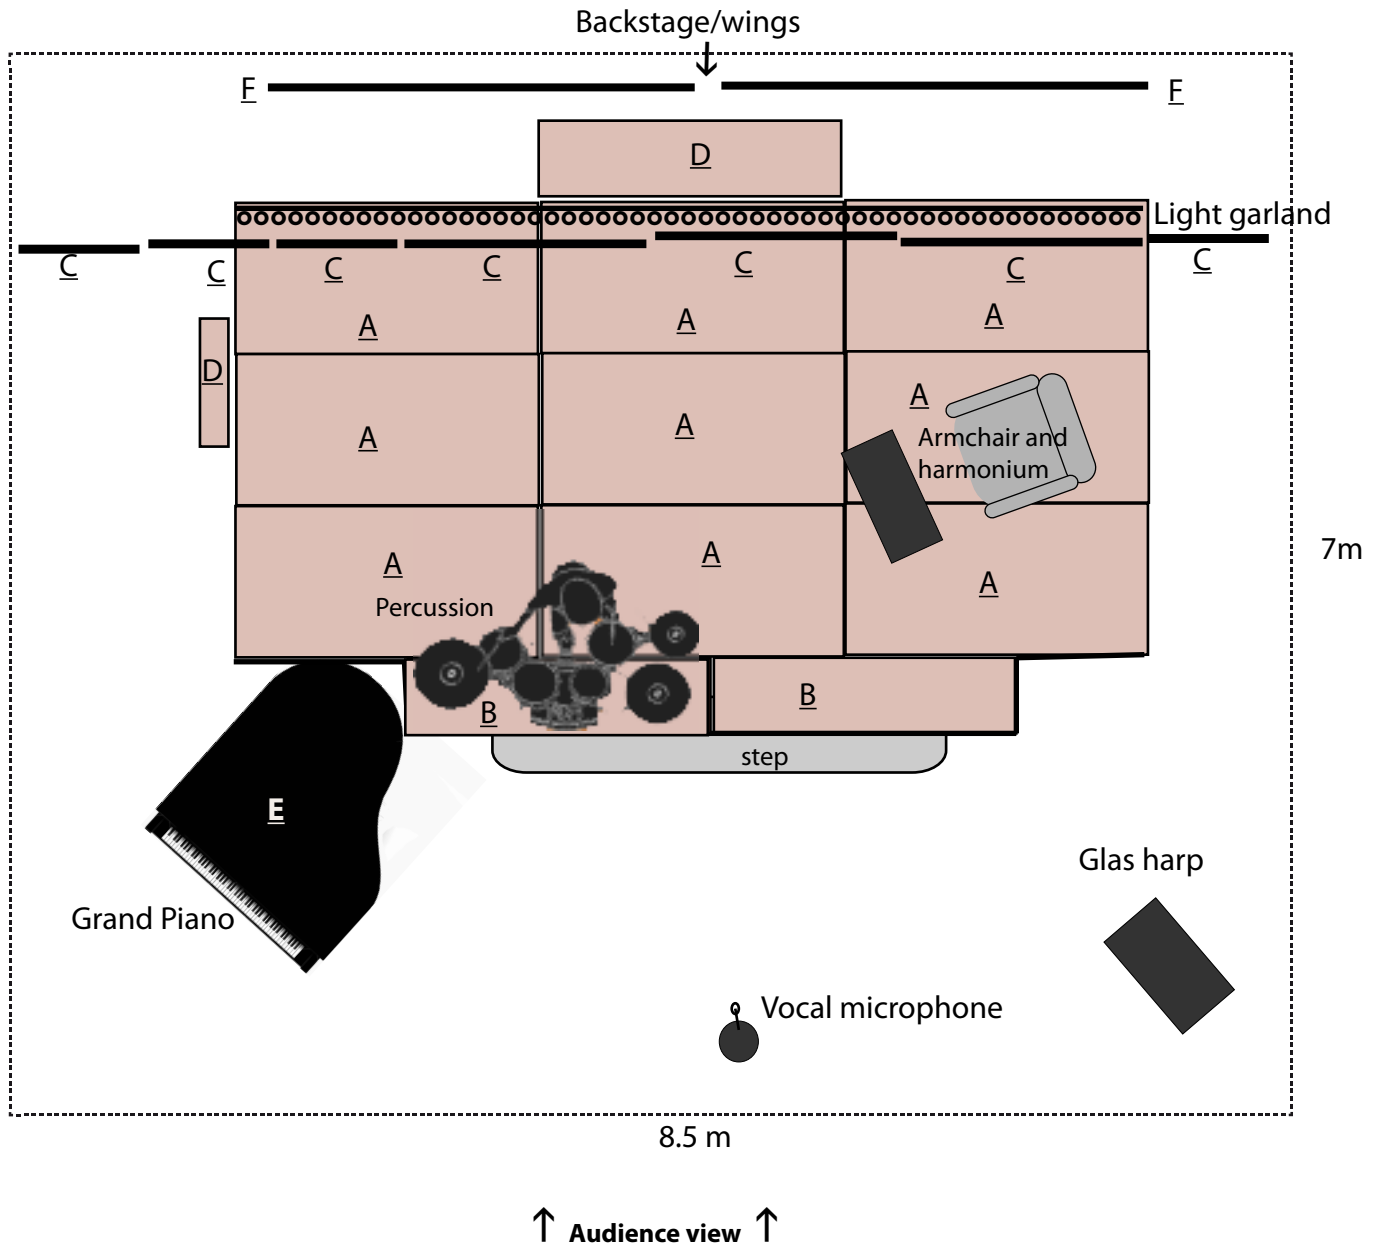 Backstage/wings
F
F
D
Light garland
C
C
C
C
C
C
C
A
A
A
D
A
A
A
Armchair and
harmonium
7m
A
A
A
Percussion
B
B
step
E
Glas harp
Grand Piano
Vocal microphone
8.5 m
Audience view